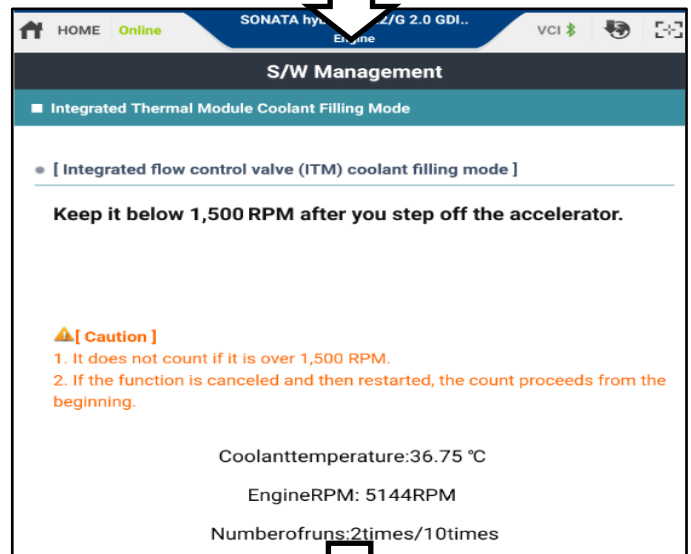 HOME Online
SONATA hy /G 2.0 GDI..
Engine
VCI
S/W Management
Integrated Thermal Module Coolant Filling Mode
[ Integrated flow control valve (ITM) coolant filling mode ]
Keep it below 1,500 RPM after you step off the accelerator.
[ Caution ]
1. It does not count if it is over 1,500 RPM.
2. If the function is canceled and then restarted, the count proceeds from the
beginning.
Coolanttemperature:36.75 ℃
EngineRPM: 5144RPM
Numberofruns:2times/10times